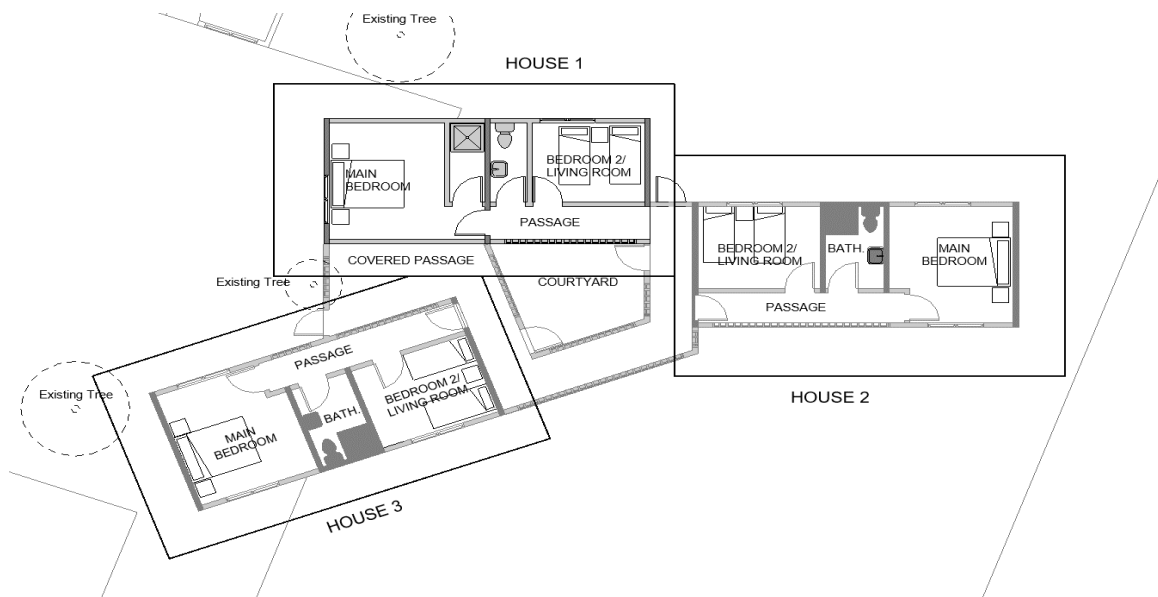 Existing Tree
HOUSE 1
MAIN
BEDROOM
BEDROOM 2/
LIVING ROOM
PASSAGE
COVERED PASSAGE
COURTYARD
Existing Tree
BEDROOM 2/
LIVING ROOM
BATH.
MAIN
BEDROOM
PASSAGE
HOUSE 2
Existing Tree
PASSAGE
BEDROOM 2/
LIVING ROOM
BATH.
MAIN
BEDROOM
HOUSE 3